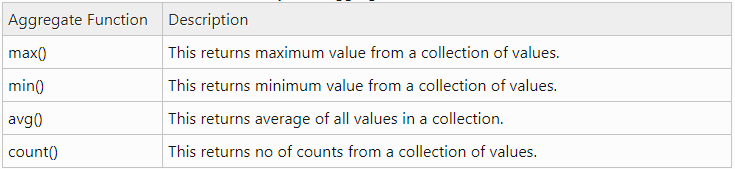 Aggregate Function Description
max() This returns maximum value from a collection of values.
min() This returns minimum value from a collection of values.
avg() This returns average of all values in a collection.
count() This returns no of counts from a collection of values.